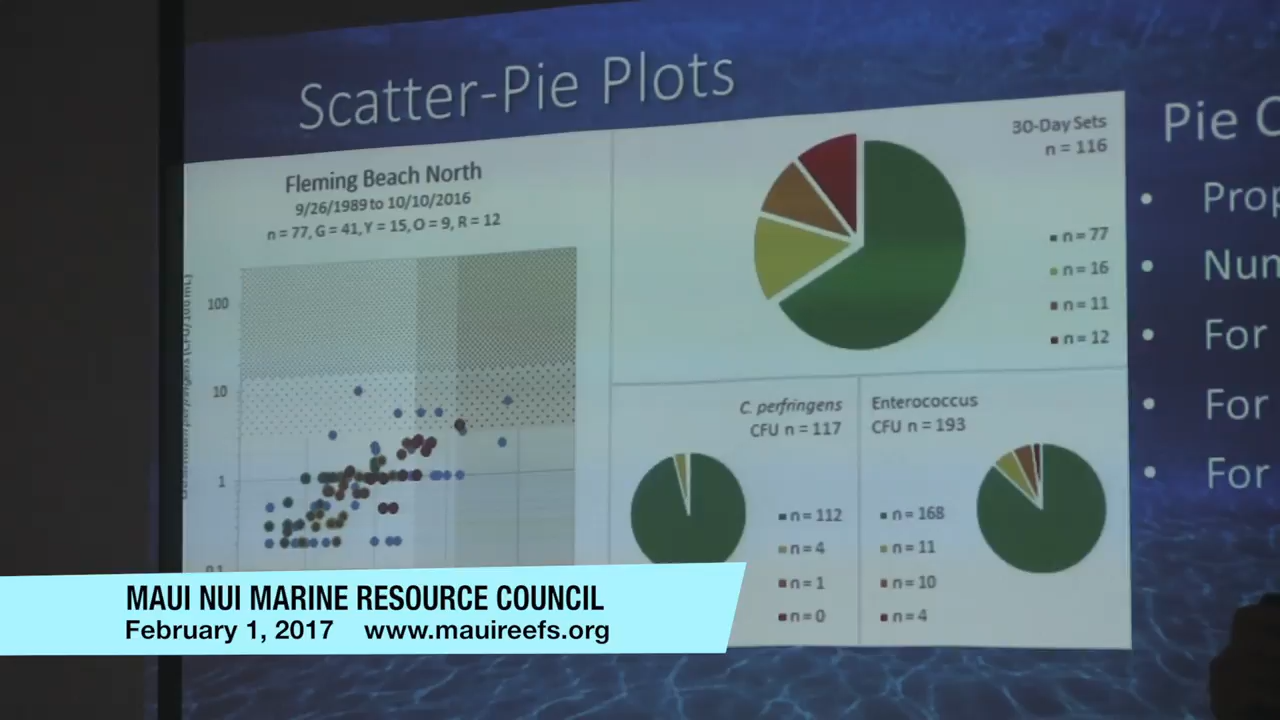 Scatter-Pie Plots
Fleming Beach North
9/26/1989 to 10/10/2016
n = 77, G = 41, Y = 15, O = 9, R = 12
100
10
1
0.1
30-Day Sets
n = 116
n = 77
n = 16
n = 11
n = 12
C. perfringens
CFU n = 117
n = 112
n = 4
n = 1
n = 0
Enterococcus
CFU n = 193
n = 168
n = 11
n = 10
n = 4
Pie
For
For
For
MAUI NUI MARINE RESOURCE COUNCIL
February 1, 2017 www.mauireefs.org